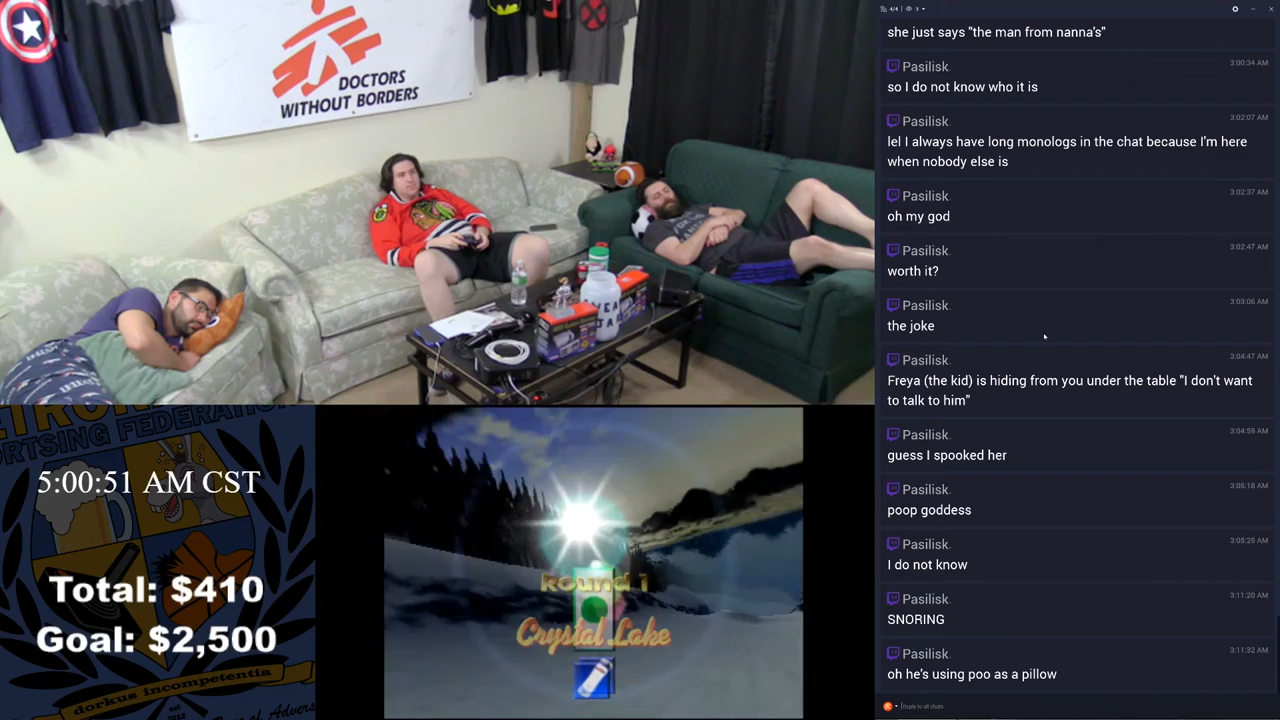 DOCTORS
WITHOUT BORDERS
5:00:51 AM CST
Total: $410
Goal: $2,500
dorkus incompetentia
Round 1
Crystal Lake
4/4
3
she just says "the man from nanna's"
Pasilisk.
3:00:34 AM
so I do not know who it is
Pasilisk.
3:02:07 AM
lel I always have long monologs in the chat because I'm here
when nobody else is
Pasilisk.
3:02:37 AM
oh my god
Pasilisk.
3:02:47 AM
worth it?
Pasilisk.
3:03:06 AM
the joke
Pasilisk.
3:04:47 AM
Freya (the kid) is hiding from you under the table "I don't want
to talk to him"
Pasilisk.
3:04:59 AM
guess I spooked her
Pasilisk.
3:05:18 AM
poop goddess
Pasilisk.
3:05:25 AM
I do not know
Pasilisk.
3:11:20 AM
SNORING
Pasilisk.
3:11:32 AM
oh he's using poo as a pillow
Reply to all chats